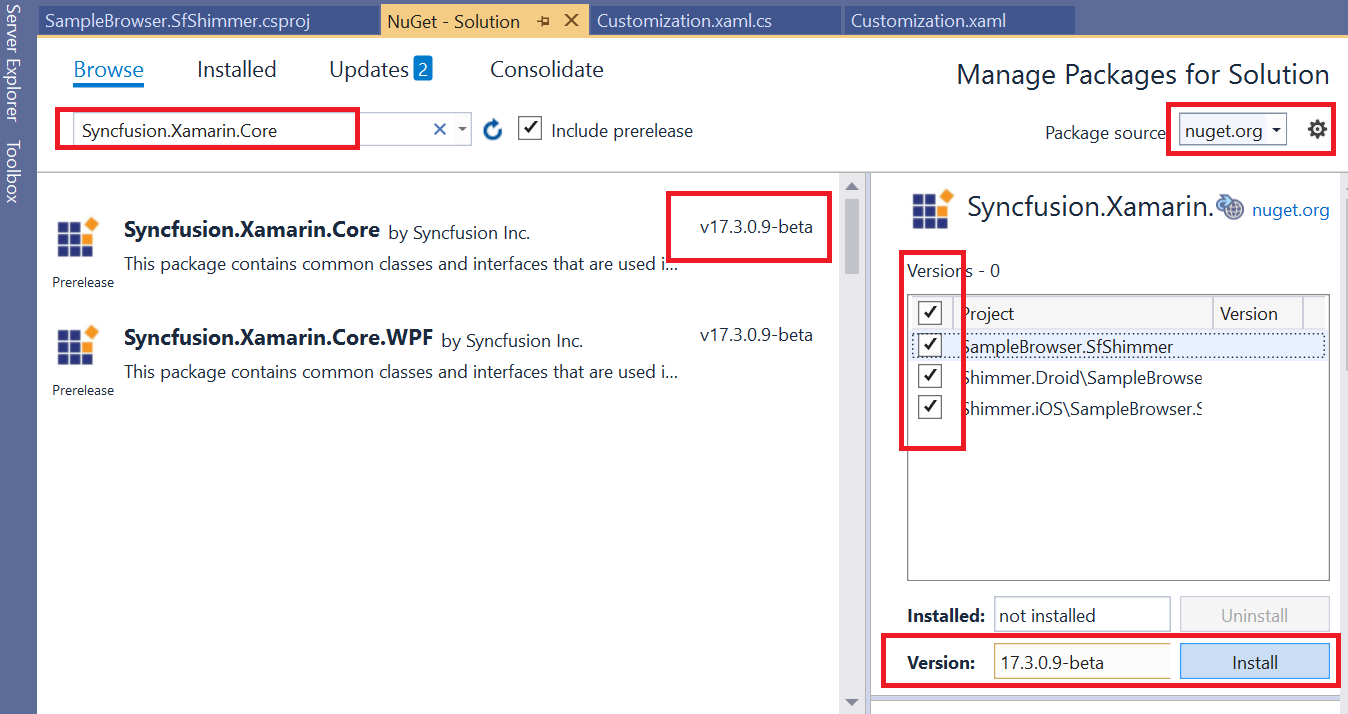 Server Explorer
Toolbox
SampleBrowser.SfShimmer.csproj
NuGet - Solution
Customization.xaml.cs
Customization.xaml
Browse
Installed
Updates 2
Consolidate
Manage Packages for Solution
Syncfusion.Xamarin.Core
Include prerelease
Package source
nuget.org
Syncfusion.Xamarin.Core by Syncfusion Inc.
v17.3.0.9-beta
This package contains common classes and interfaces that are used i...
Prerelease
Syncfusion.Xamarin.Core.WPF by Syncfusion Inc.
v17.3.0.9-beta
This package contains common classes and interfaces that are used i...
Prerelease
Syncfusion.Xamarin.
nuget.org
Versions - 0
Project
Version
SampleBrowser.SfShimmer
Shimmer.Droid\SampleBrowse
Shimmer.iOS\SampleBrowser.S
Installed:
not installed
Uninstall
Version:
17.3.0.9-beta
Install